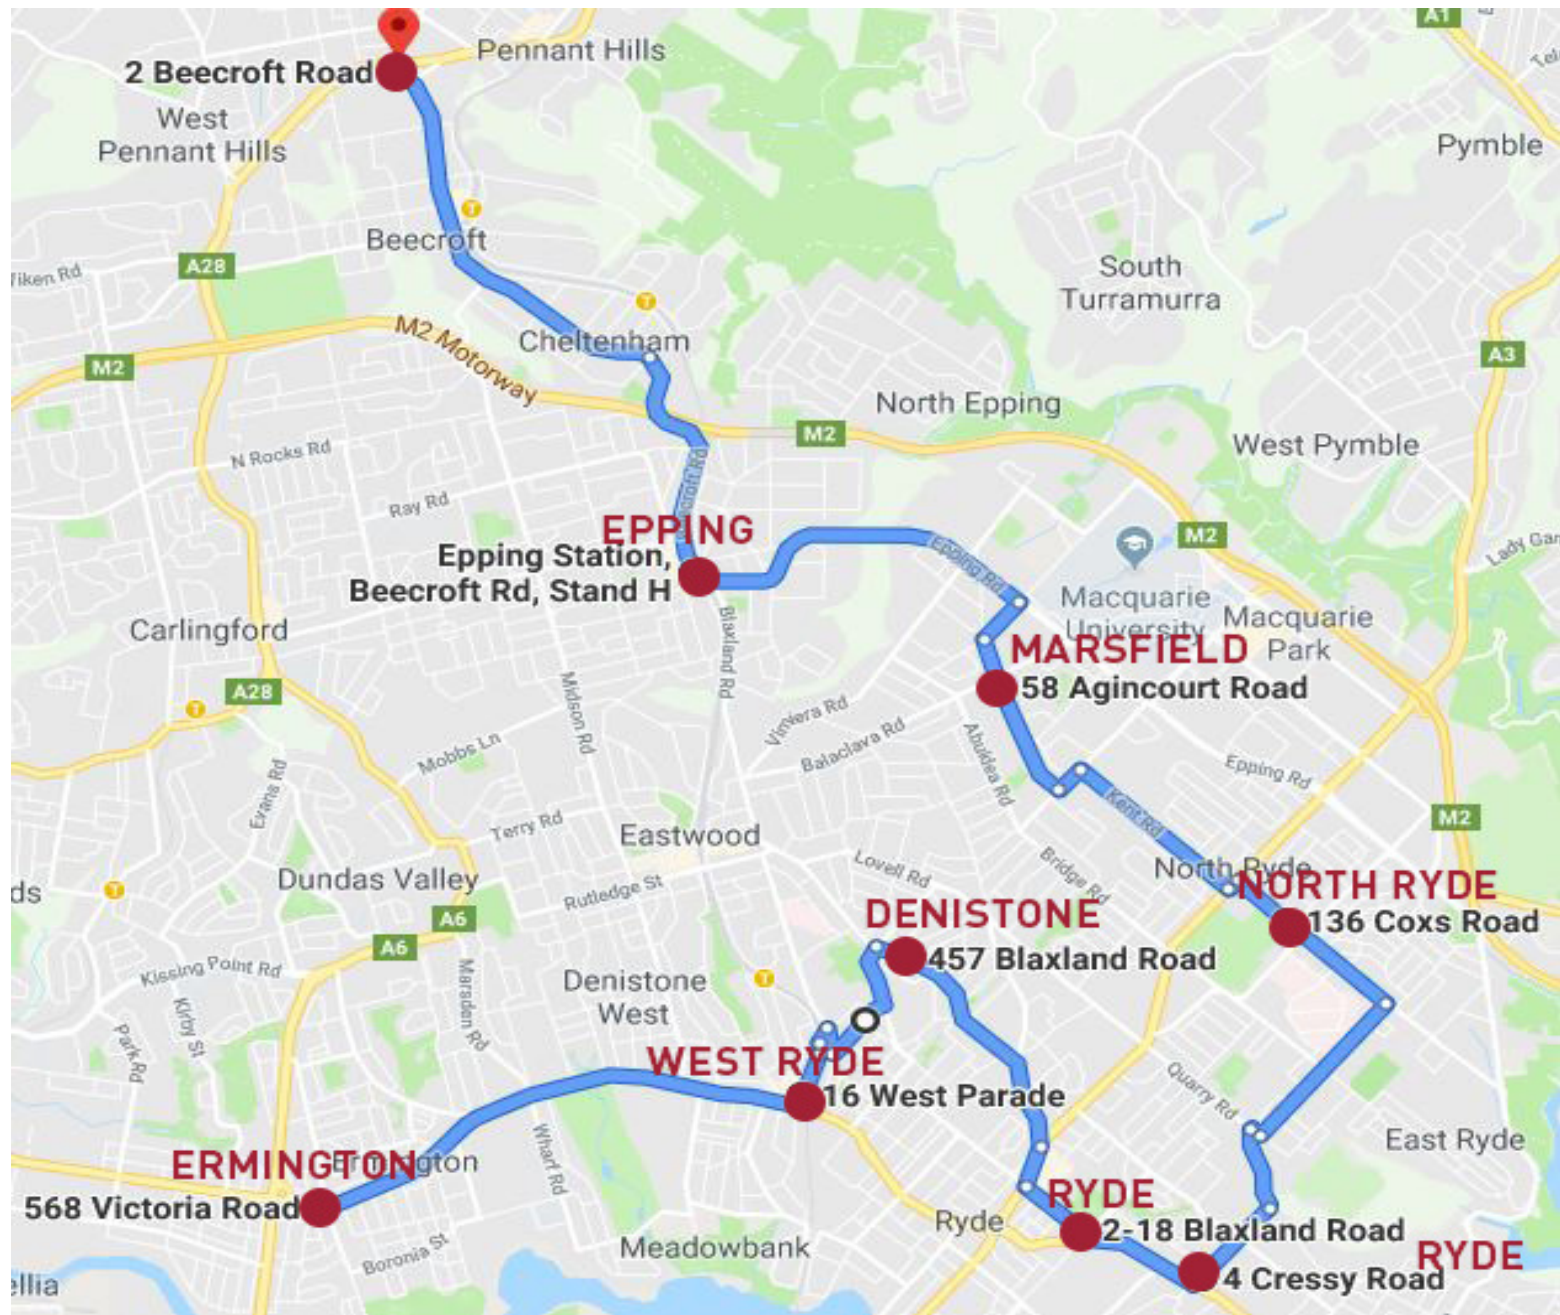 A1
Pennant Hills
2 Beecroft Road
West
Pennant Hills
Pymble
Beecroft
A28
South
Turramurra
M2 Motorway
Cheltenham
M2
A3
North Epping
M2
West Pymble
N Rocks Rd
Ray Rd
EPPING
Epping Station,
Beecroft Rd, Stand H
M2
Epping Rd
Macquarie
University
Macquarie
Park
Carlingford
Blaxland Rd
MARSFIELD
58 Agincourt Road
A28
Midson Rd
Vimiera Rd
Balaclava Rd
Abuklea Rd
Mobbs Ln
Epping Rd
Evans Rd
Kent Rd
M2
Terry Rd
Eastwood
Lovell Rd
Bridge Rd
North Ryde
NORTH RYDE
136 Coxs Road
Dundas Valley
Rutledge St
A6
A6
DENISTONE
457 Blaxland Road
Kissing Point Rd
Kirby St
Marsden Rd
Denistone
West
Park Rd
WEST RYDE
16 West Parade
Quarry Rd
East Ryde
ERMINGTON
Ermington
568 Victoria Road
Wharf Rd
RYDE
2-18 Blaxland Road
Ryde
Boronia St
Meadowbank
RYDE
4 Cressy Road